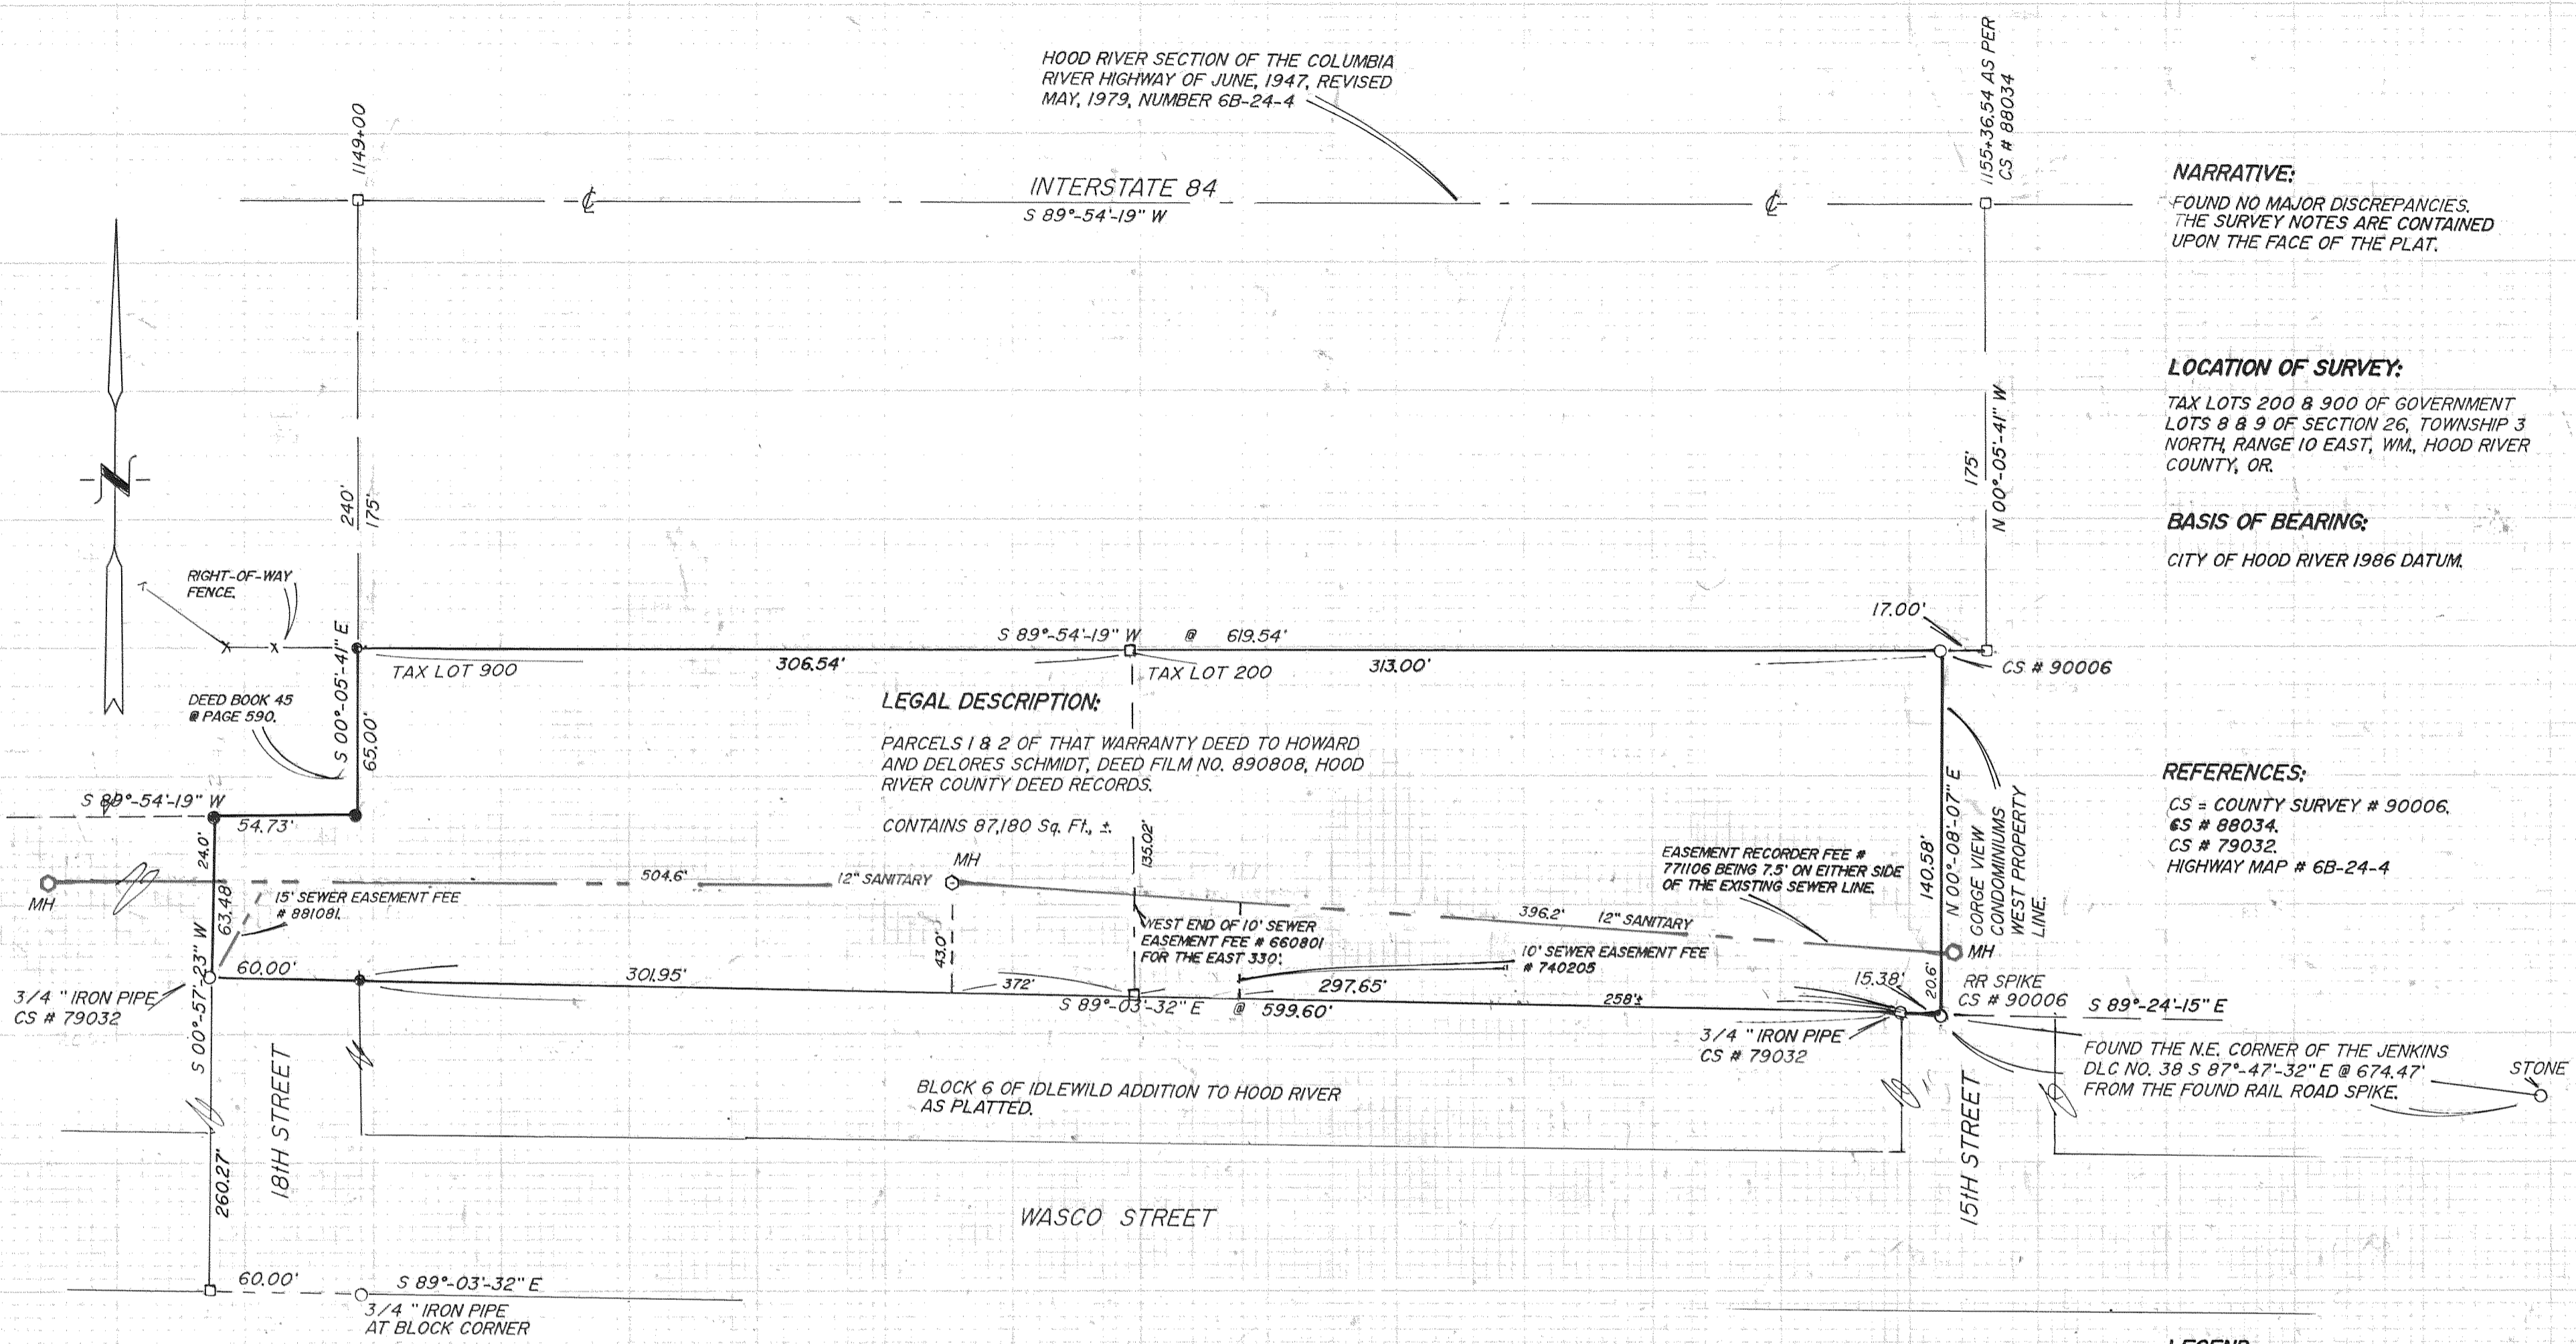 HOOD RIVER SECTION OF THE COLUMBIA
RIVER HIGHWAY OF JUNE, 1947, REVISED
MAY, 1979, NUMBER 6B-24-4
1149+00
1155+36.54 AS PER
CS # 88034
INTERSTATE 84
S 89°-54'-19" W
NARRATIVE:
FOUND NO MAJOR DISCREPANCIES.
THE SURVEY NOTES ARE CONTAINED
UPON THE FACE OF THE PLAT.
LOCATION OF SURVEY:
TAX LOTS 200 & 900 OF GOVERNMENT
LOTS 8 & 9 OF SECTION 26, TOWNSHIP 3
NORTH, RANGE 10 EAST, WM., HOOD RIVER
COUNTY, OR.
BASIS OF BEARING:
CITY OF HOOD RIVER 1986 DATUM.
REFERENCES:
CS = COUNTY SURVEY # 90006.
CS # 88034.
CS # 79032.
HIGHWAY MAP # 6B-24-4
N
240'
175'
175'
N 00°-05'-41" W
RIGHT-OF-WAY
FENCE.
S 00°-05'-41" E
65.00'
DEED BOOK 45
@ PAGE 590.
S 89°-54'-19" W @ 619.54'
17.00'
TAX LOT 900
306.54'
TAX LOT 200
313.00'
CS # 90006
LEGAL DESCRIPTION:
PARCELS 1 & 2 OF THAT WARRANTY DEED TO HOWARD
AND DELORES SCHMIDT, DEED FILM NO. 890808, HOOD
RIVER COUNTY DEED RECORDS.
CONTAINS 87,180 Sq. Ft., ±.
135.02'
S 89°-54'-19" W
54.73'
24.0'
63.48'
S 00°-57'-23" W
MH
504.6'
12" SANITARY
MH
15' SEWER EASEMENT FEE
# 881081.
43.0'
WEST END OF 10' SEWER
EASEMENT FEE # 660801
FOR THE EAST 330'.
EASEMENT RECORDER FEE #
771106 BEING 7.5' ON EITHER SIDE
OF THE EXISTING SEWER LINE.
396.2' 12" SANITARY
10' SEWER EASEMENT FEE
# 740205
140.58'
N 00°-08'-07" E
GORGE VIEW
CONDOMINIUMS
WEST PROPERTY
LINE.
MH
20.6'
RR SPIKE
CS # 90006
S 89°-24'-15" E
15.38'
3/4 " IRON PIPE
CS # 79032
60.00'
301.95'
372'
S 89°-03'-32" E @ 599.60'
297.65'
258'±
3/4 " IRON PIPE
CS # 79032
FOUND THE N.E. CORNER OF THE JENKINS
DLC NO. 38 S 87°-47'-32" E @ 674.47'
FROM THE FOUND RAIL ROAD SPIKE.
STONE
18tH STREET
BLOCK 6 OF IDLEWILD ADDITION TO HOOD RIVER
AS PLATTED.
15tH STREET
260.27'
WASCO STREET
60.00'
S 89°-03'-32" E
3/4 " IRON PIPE
AT BLOCK CORNER
LEGEND